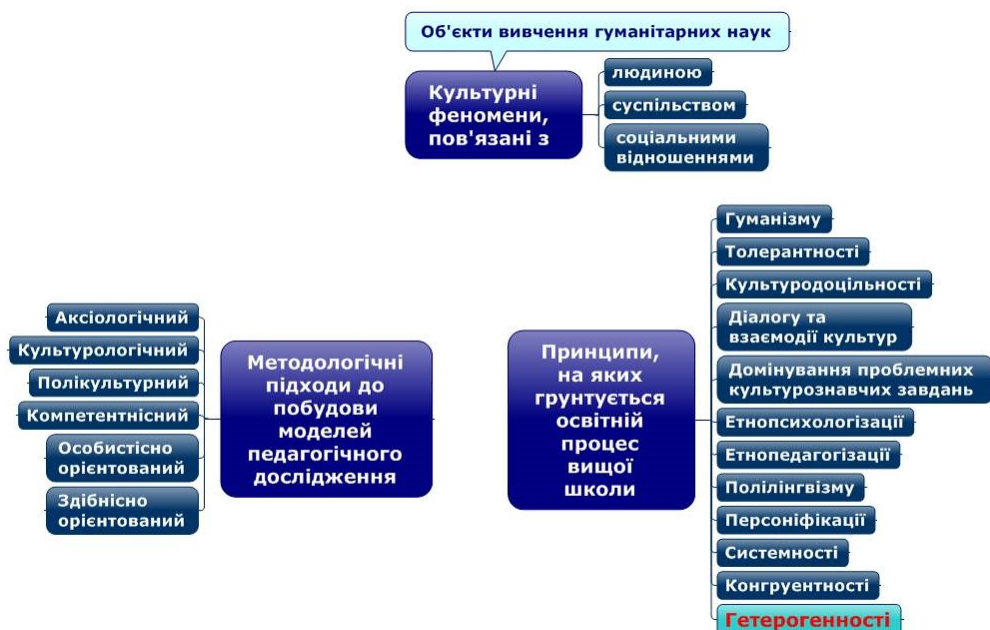 Об'єкти вивчення гуманітарних наук
Культурні
феномени,
пов'язані з
людиною
суспільством
соціальними
відношеннями
Методологічні
підходи до
побудови
моделей
педагогічного
дослідження
Аксіологічний
Культурологічний
Полікультурний
Компетентнісний
Особистісно
орієнтований
Здібнісно
орієнтований
Принципи,
на яких
грунтується
освітній
процес
вищої
школи
Гуманізму
Толерантності
Культуродоцільності
Діалогу та
взаємодії культур
Домінування проблемних
культурознавчих завдань
Етнопсихологізації
Етнопедагогізації
Полілінгвізму
Персоніфікації
Системності
Конгруентності
Гетерогенності